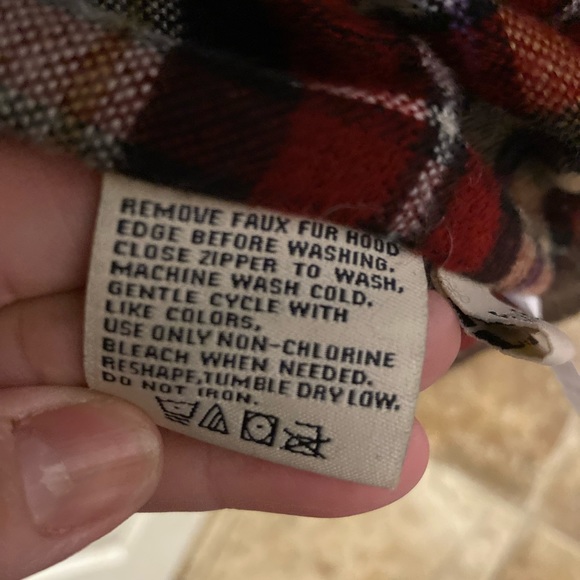 REMOVE FAUX FUR HOOD
EDGE BEFORE WASHING.
CLOSE ZIPPER TO WASH,
MACHINE WASH COLD.
GENTLE CYCLE WITH
LIKE COLORS,
USE ONLY NON-CHLORINE
BLEACH WHEN NEEDED.
RESHAPE,TUMBLE DRY LOW.
DO NOT IRON.